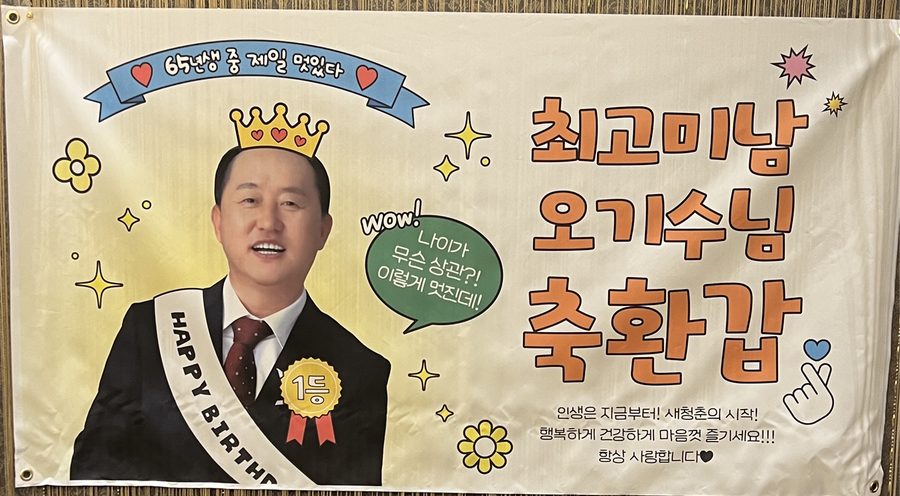 65년생 중 제일 멋있다
최고미남
오기수님
축환갑
wow!
나이가
무슨 상관?!
이렇게 멋진데!
HAPPY BIRTHD
1등
인생은 지금부터! 새청춘의 시작!
행복하게 건강하게 마음껏 즐기세요!!!
항상 사랑합니다♥